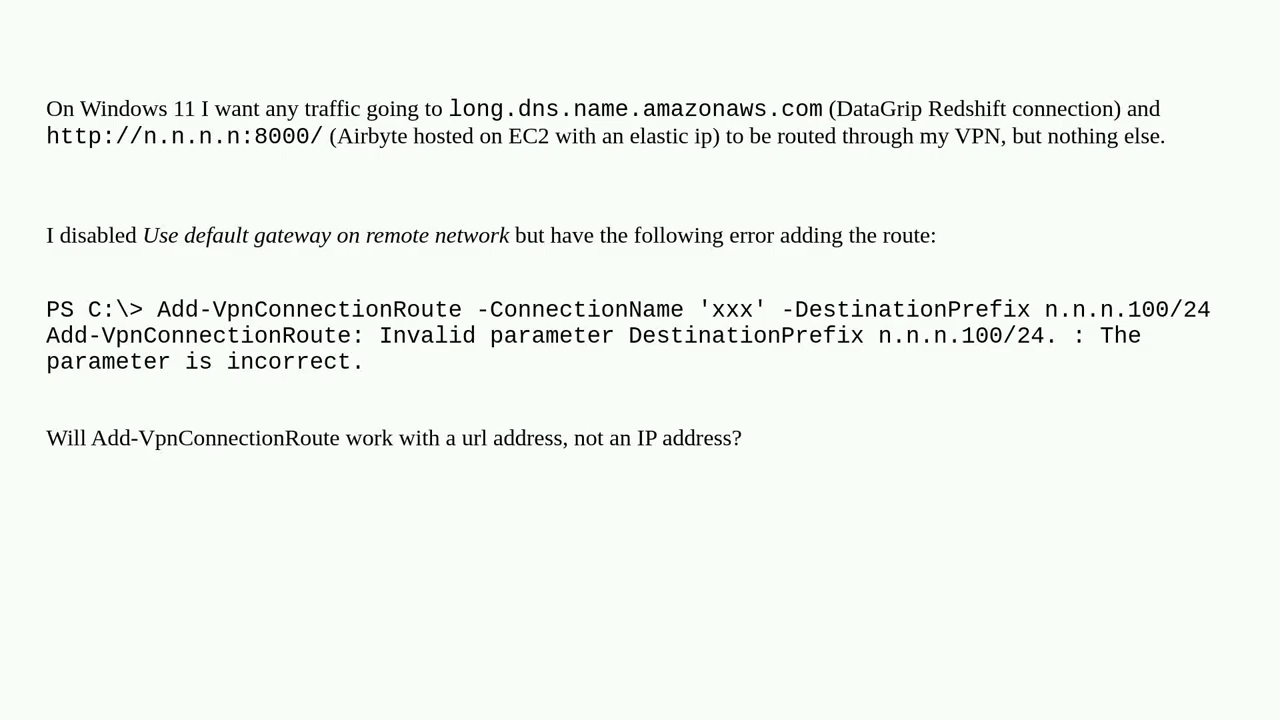 On Windows 11 I want any traffic going to long.dns.name.amazonaws.com (DataGrip Redshift connection) and
http://n.n.n.n:8000/ (Airbyte hosted on EC2 with an elastic ip) to be routed through my VPN, but nothing else.
I disabled Use default gateway on remote network but have the following error adding the route:
PS C:\> Add-VpnConnectionRoute -ConnectionName 'xxx' -DestinationPrefix n.n.n.100/24
Add-VpnConnectionRoute: Invalid parameter DestinationPrefix n.n.n.100/24. : The
parameter is incorrect.
Will Add-VpnConnectionRoute work with a url address, not an IP address?